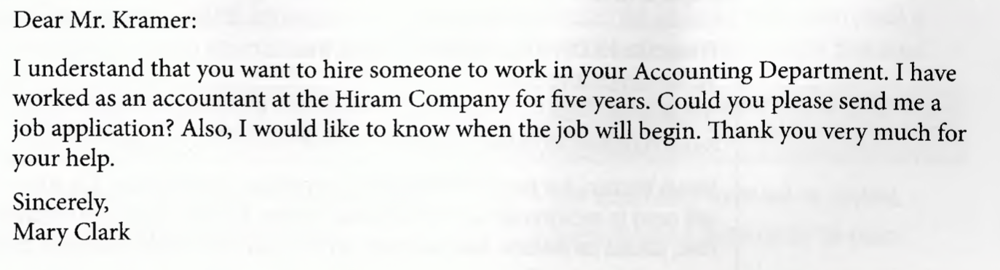 Dear Mr. Kramer:
I understand that you want to hire someone to work in your Accounting Department. I have
worked as an accountant at the Hiram Company for five years. Could you please send me a
job application? Also, I would like to know when the job will begin. Thank you very much for
your help.
Sincerely,
Mary Clark